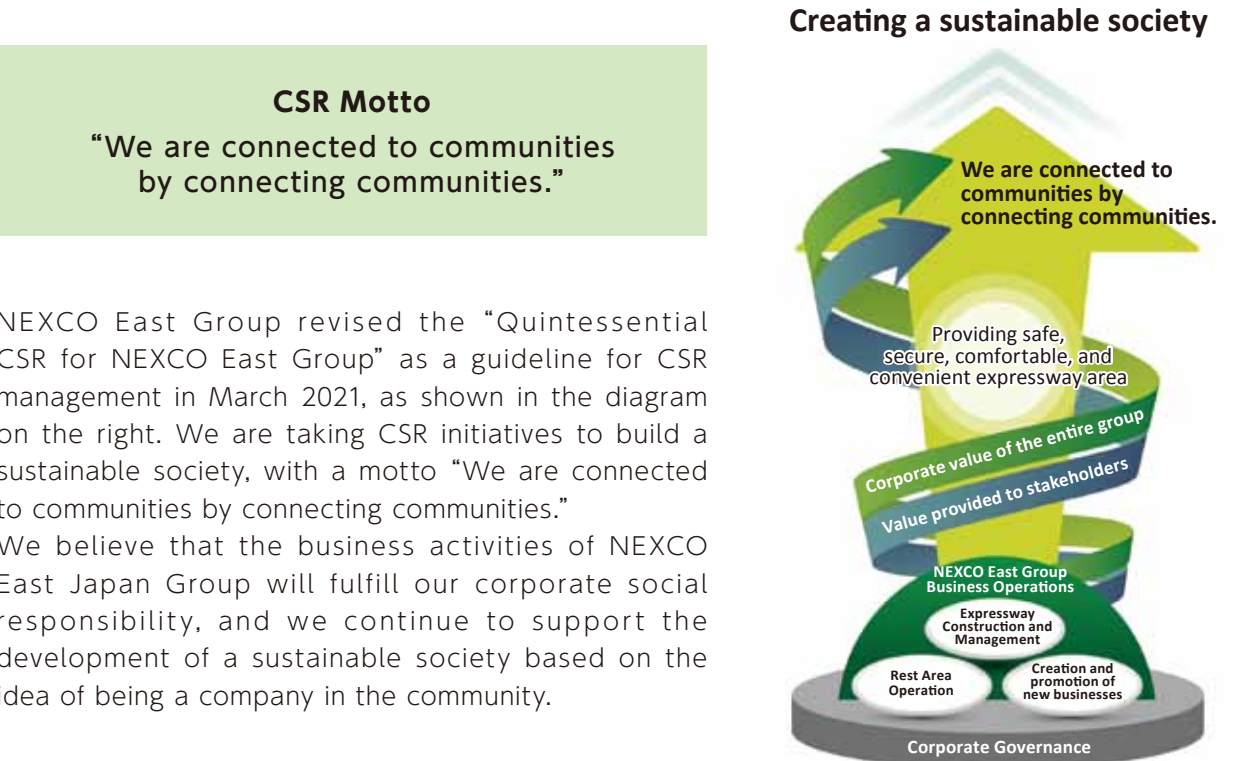 CSR Motto
“We are connected to communities
by connecting communities.”
NEXCO East Group revised the “Quintessential
CSR for NEXCO East Group” as a guideline for CSR
management in March 2021, as shown in the diagram
on the right. We are taking CSR initiatives to build a
sustainable society, with a motto “We are connected
to communities by connecting communities.”
We believe that the business activities of NEXCO
East Japan Group will fulfill our corporate social
responsibility, and we continue to support the
development of a sustainable society based on the
idea of being a company in the community.
Creating a sustainable society
We are connected to
communities by
connecting communities.
Providing safe,
secure, comfortable, and
convenient expressway area
Corporate value of the entire group
Value provided to stakeholders
NEXCO East Group
Business Operations
Expressway
Construction and
Management
Rest Area
Operation
Creation and
promotion of
new businesses
Corporate Governance